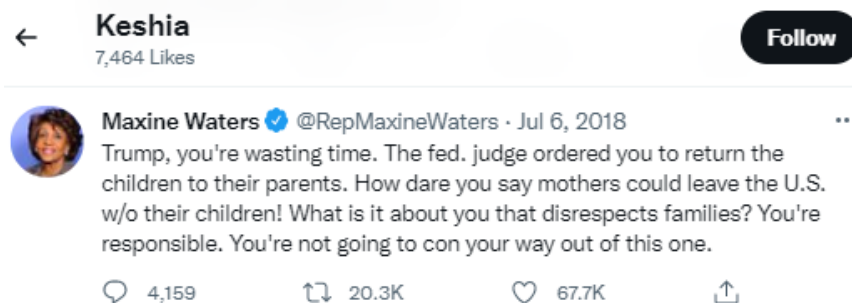 Keshia
7,464 Likes
Follow
Maxine Waters @RepMaxineWaters · Jul 6, 2018
Trump, you're wasting time. The fed. judge ordered you to return the
children to their parents. How dare you say mothers could leave the U.S.
w/o their children! What is it about you that disrespects families? You're
responsible. You're not going to con your way out of this one.
4,159 20.3K 67.7K